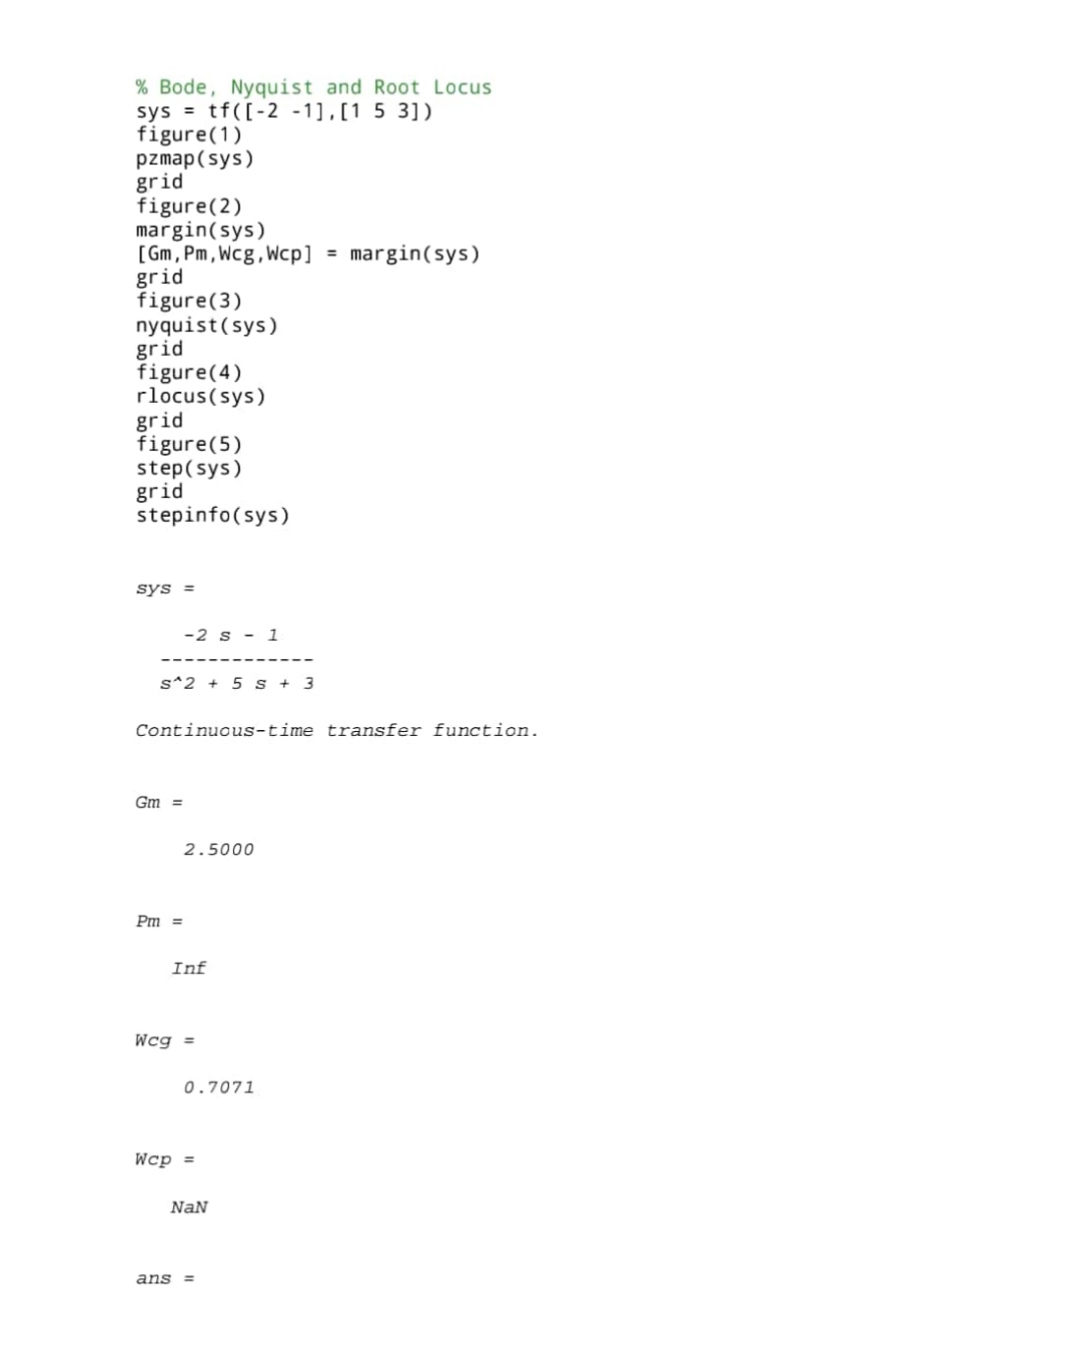 % Bode, Nyquist and Root Locus
sys = tf([-2 -1],[1 5 3])
figure(1)
pzmap(sys)
grid
figure(2)
margin(sys)
[Gm,Pm,Wcg,Wcp] = margin(sys)
grid
figure(3)
nyquist(sys)
grid
figure(4)
rlocus(sys)
grid
figure(5)
step(sys)
grid
stepinfo(sys)
sys =
-2 s - 1
-------------
s^2 + 5 s + 3
Continuous-time transfer function.
Gm =
2.5000
Pm =
Inf
Wcg =
0.7071
Wcp =
NaN
ans =